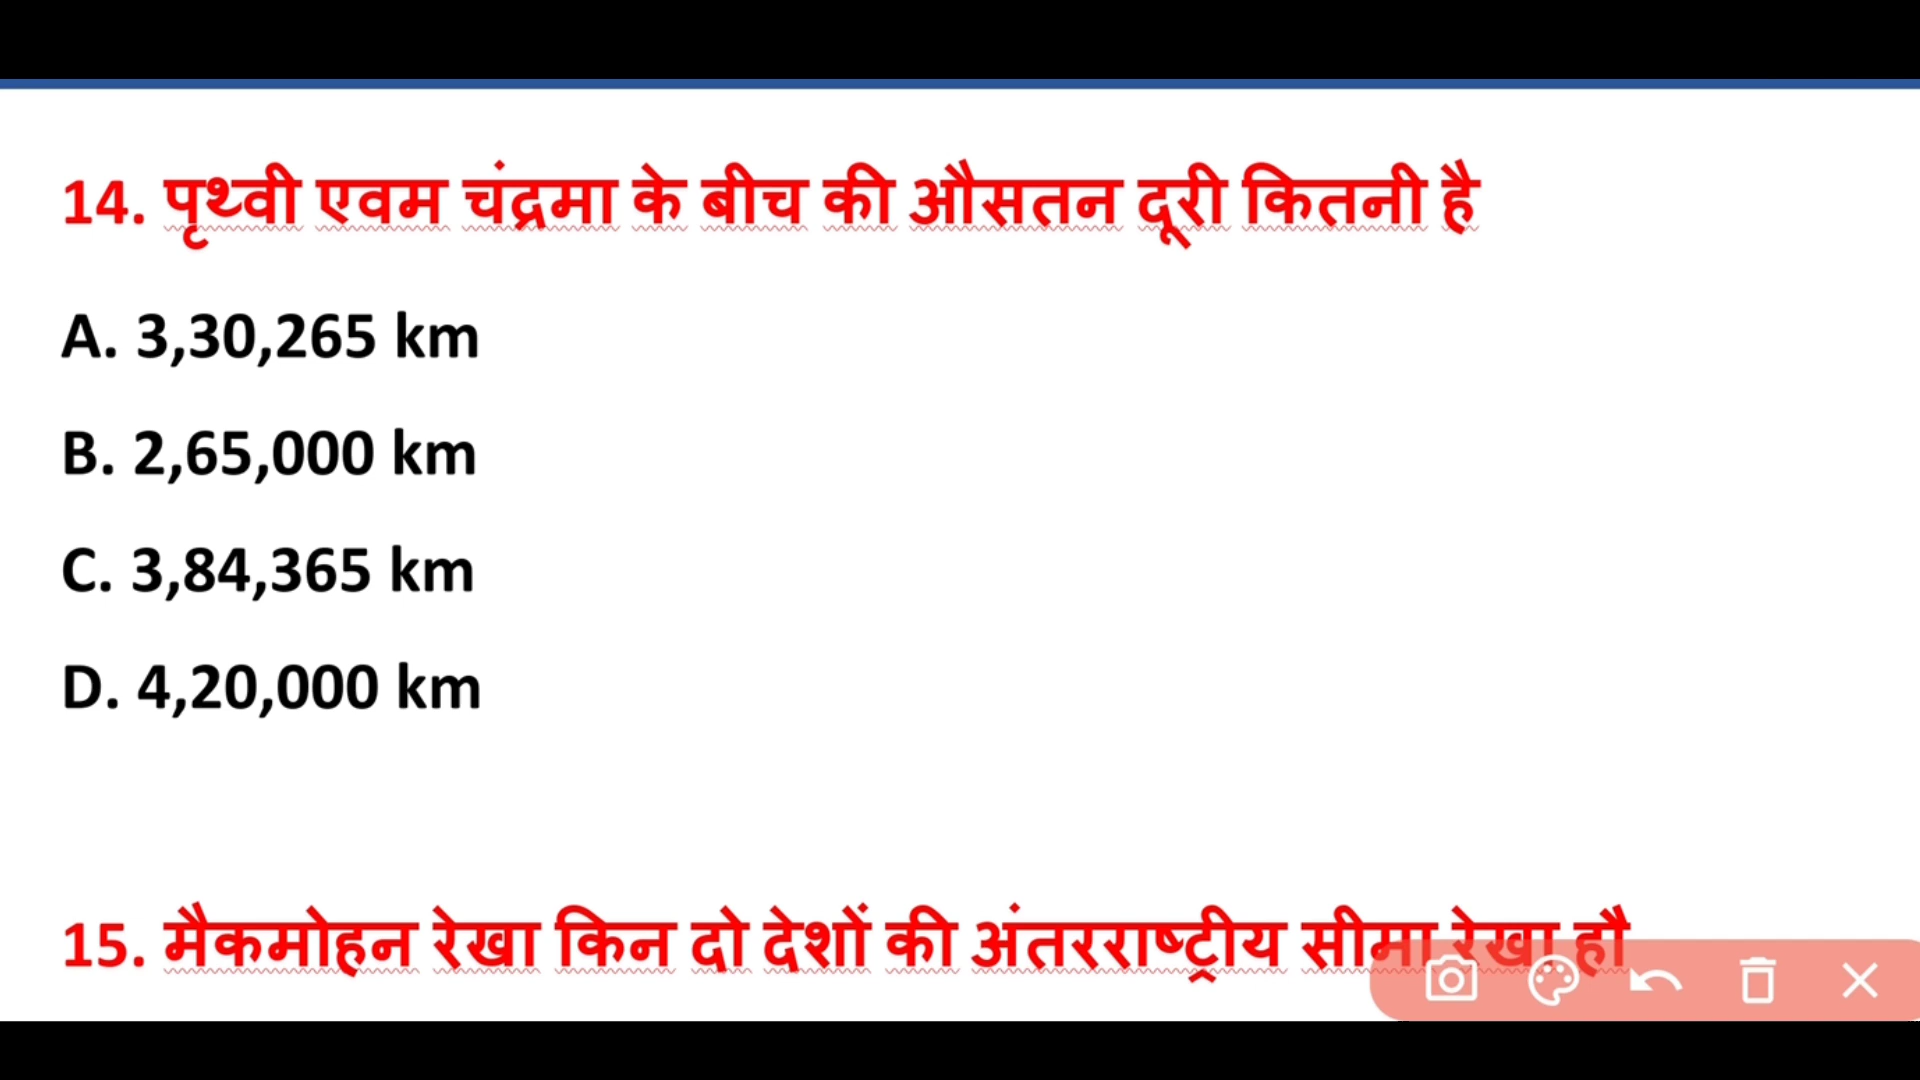 14. पृथ्वी एवम चंद्रमा के बीच की औसतन दूरी कितनी है
A. 3,30,265 km
B. 2,65,000 km
C. 3,84,365 km
D. 4,20,000 km
15. मैकमोहन रेखा किन दो देशों की अंतरराष्ट्रीय सीमा रेखा हौ